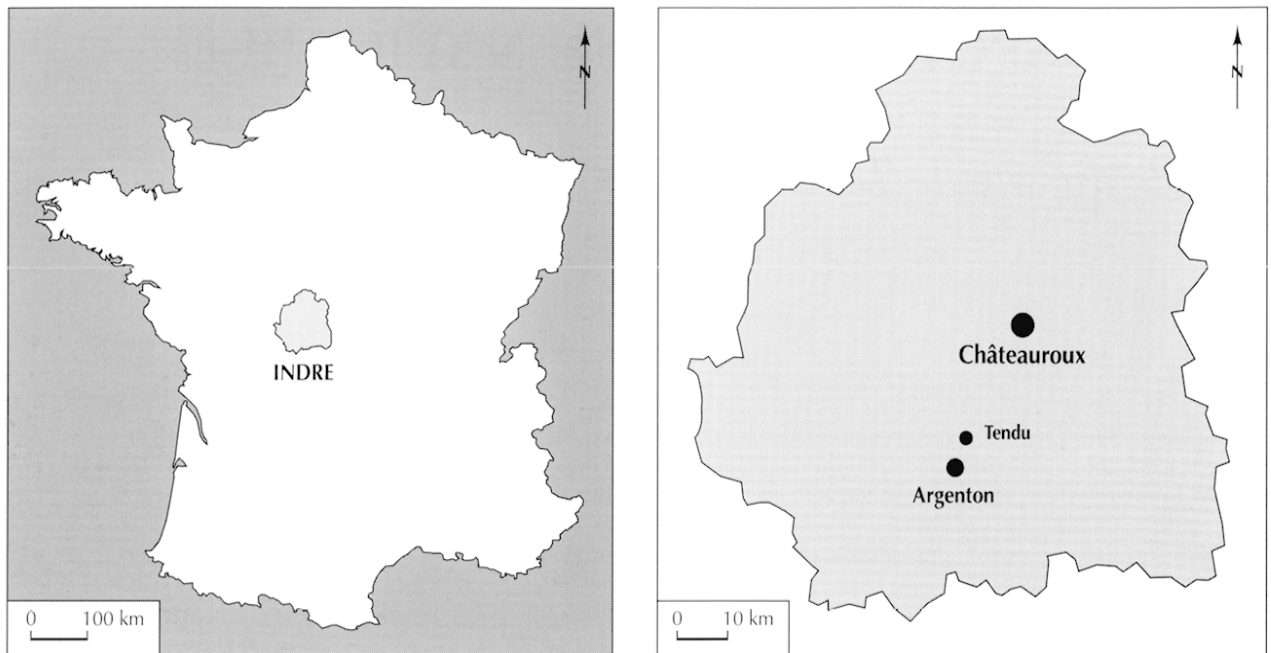 N
INDRE
0 100 km
N
Châteauroux
Tendu
Argenton
0 10 km